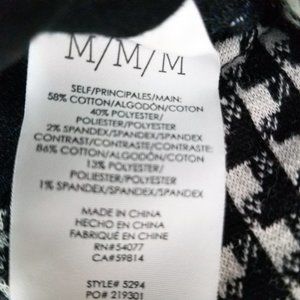 M/M/M
SELF/PRINCIPALES/MAIN:
58% COTTON/ALGODÓN/COTON
40% POLYESTER/
POLIESTER/POLYESTER
2% SPANDEX/SPANDEX/SPANDEX
CONTRAST/CONTRASTE/CONTRASTE:
86% COTTON/ALGODÓN/COTON
13% POLYESTER/
POLIESTER/POLYESTER
1% SPANDEX/SPANDEX/SPANDEX
MADE IN CHINA
HECHO EN CHINA
FABRIQUÉ EN CHINE
RN#54077
CA#59814
STYLE# 5294
PO# 219301